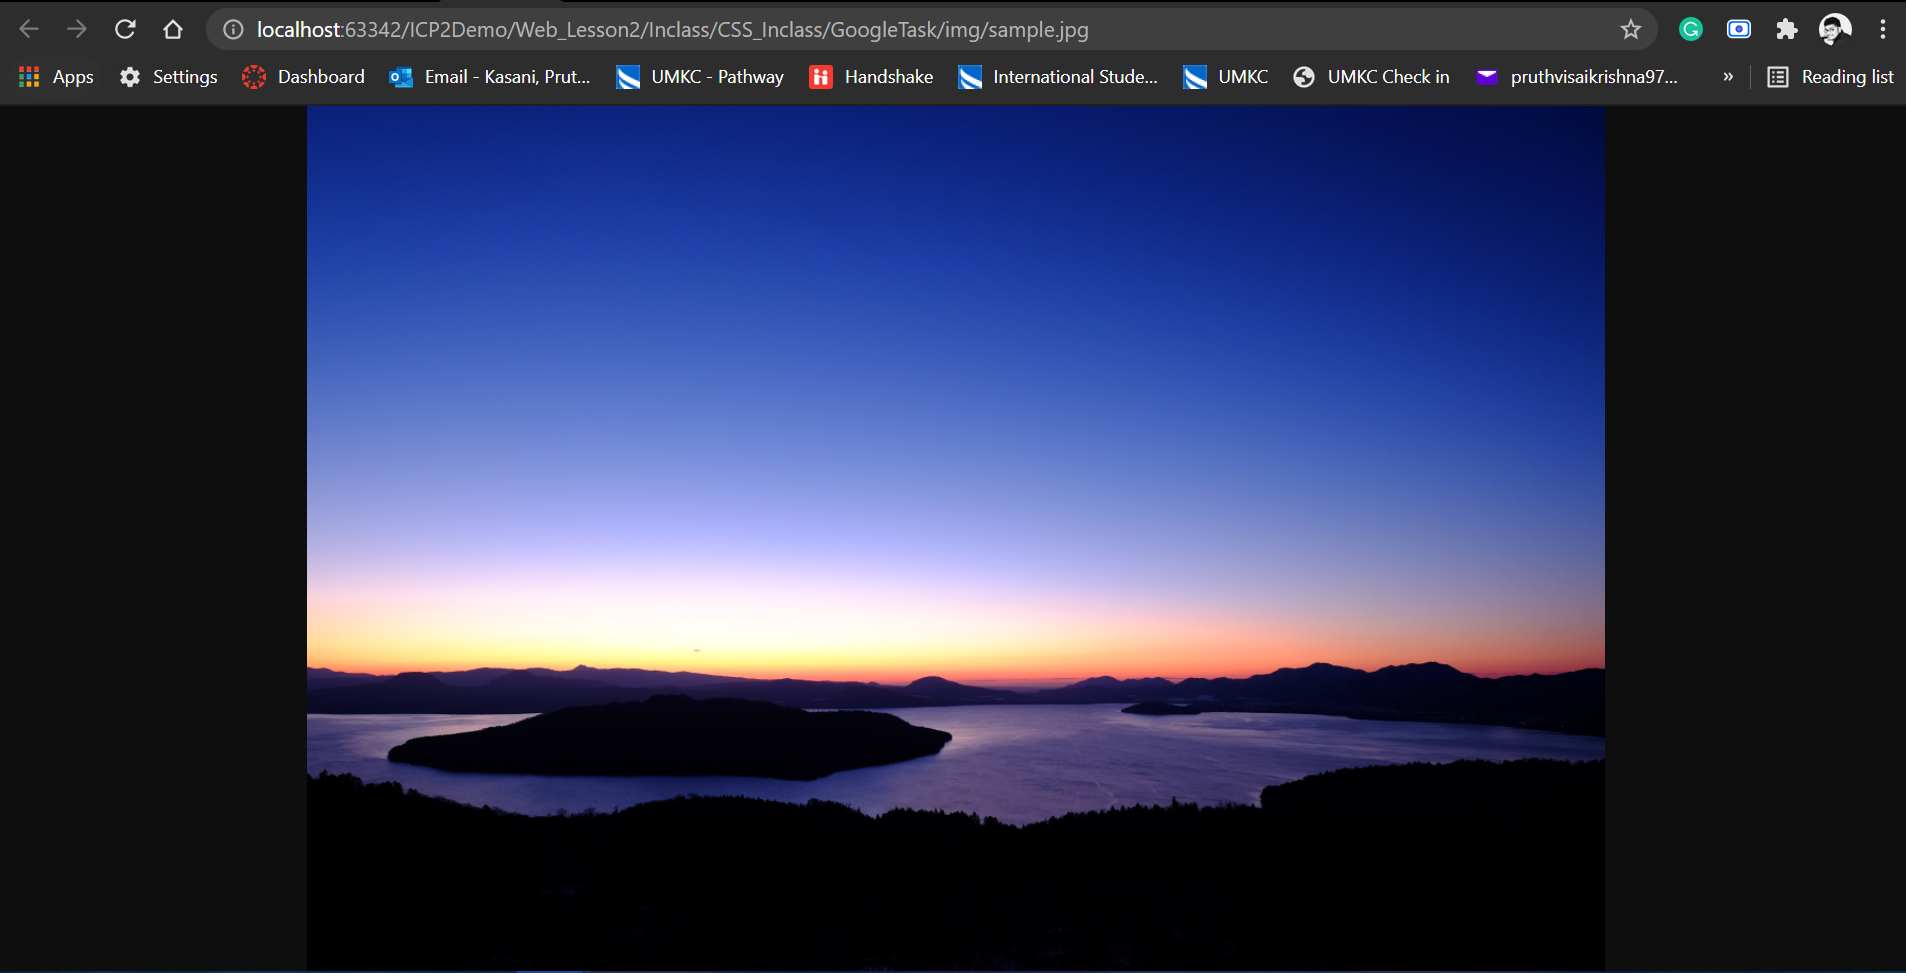 localhost:63342/ICP2Demo/Web_Lesson2/Inclass/CSS_Inclass/GoogleTask/img/sample.jpg
Apps Settings Dashboard Email - Kasani, Prut... UMKC - Pathway Handshake International Stude... UMKC UMKC Check in pruthvisaikrishna97... » Reading list